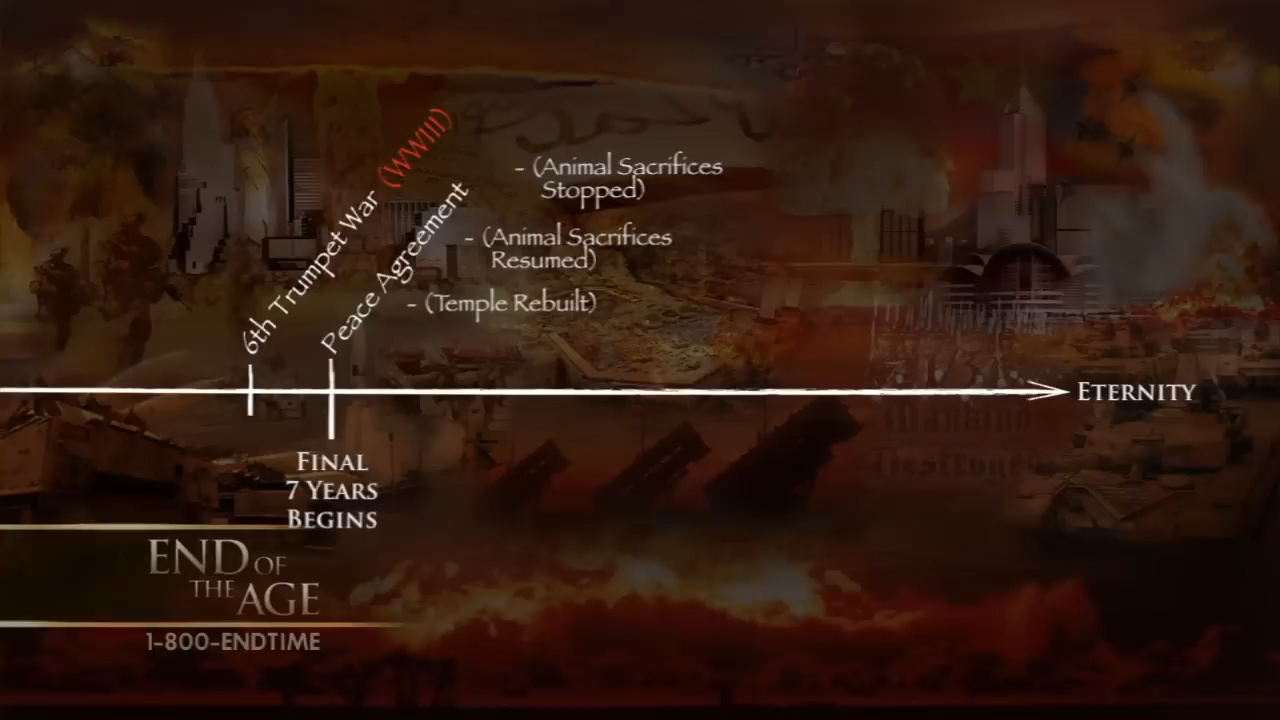 6th Trumpet War (WWIII)
Peace Agreement
- (Animal Sacrifices
Stopped)
- (Animal Sacrifices
Resumed)
- (Temple Rebuilt)
ETERNITY
FINAL
7 YEARS
BEGINS
END OF
THE AGE
1-800-ENDTIME